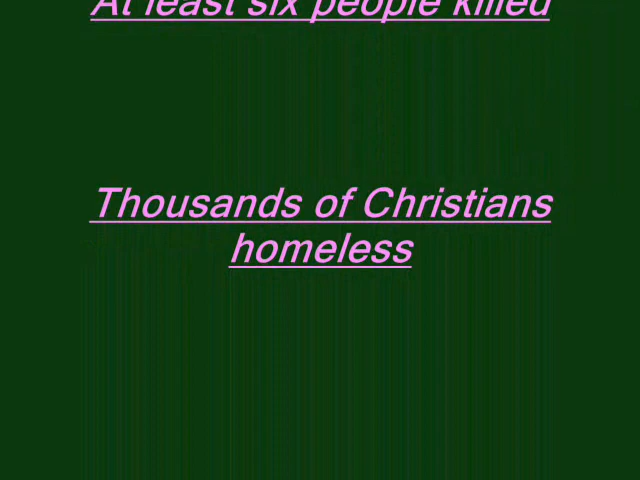 At least six people killed
Thousands of Christians
homeless